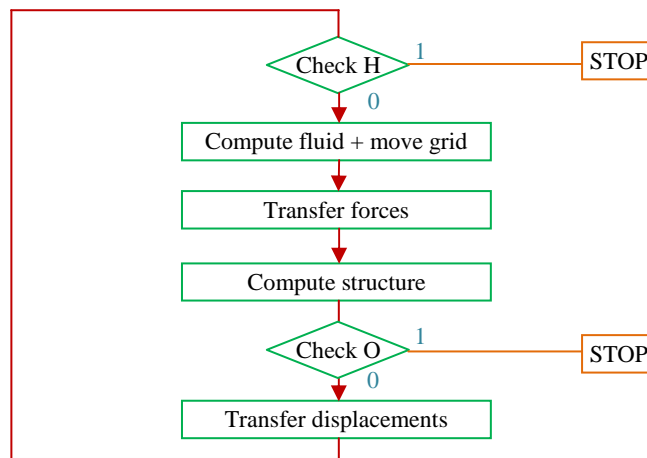 Check H
1
STOP
0
Compute fluid + move grid
Transfer forces
Compute structure
Check O
1
STOP
0
Transfer displacements